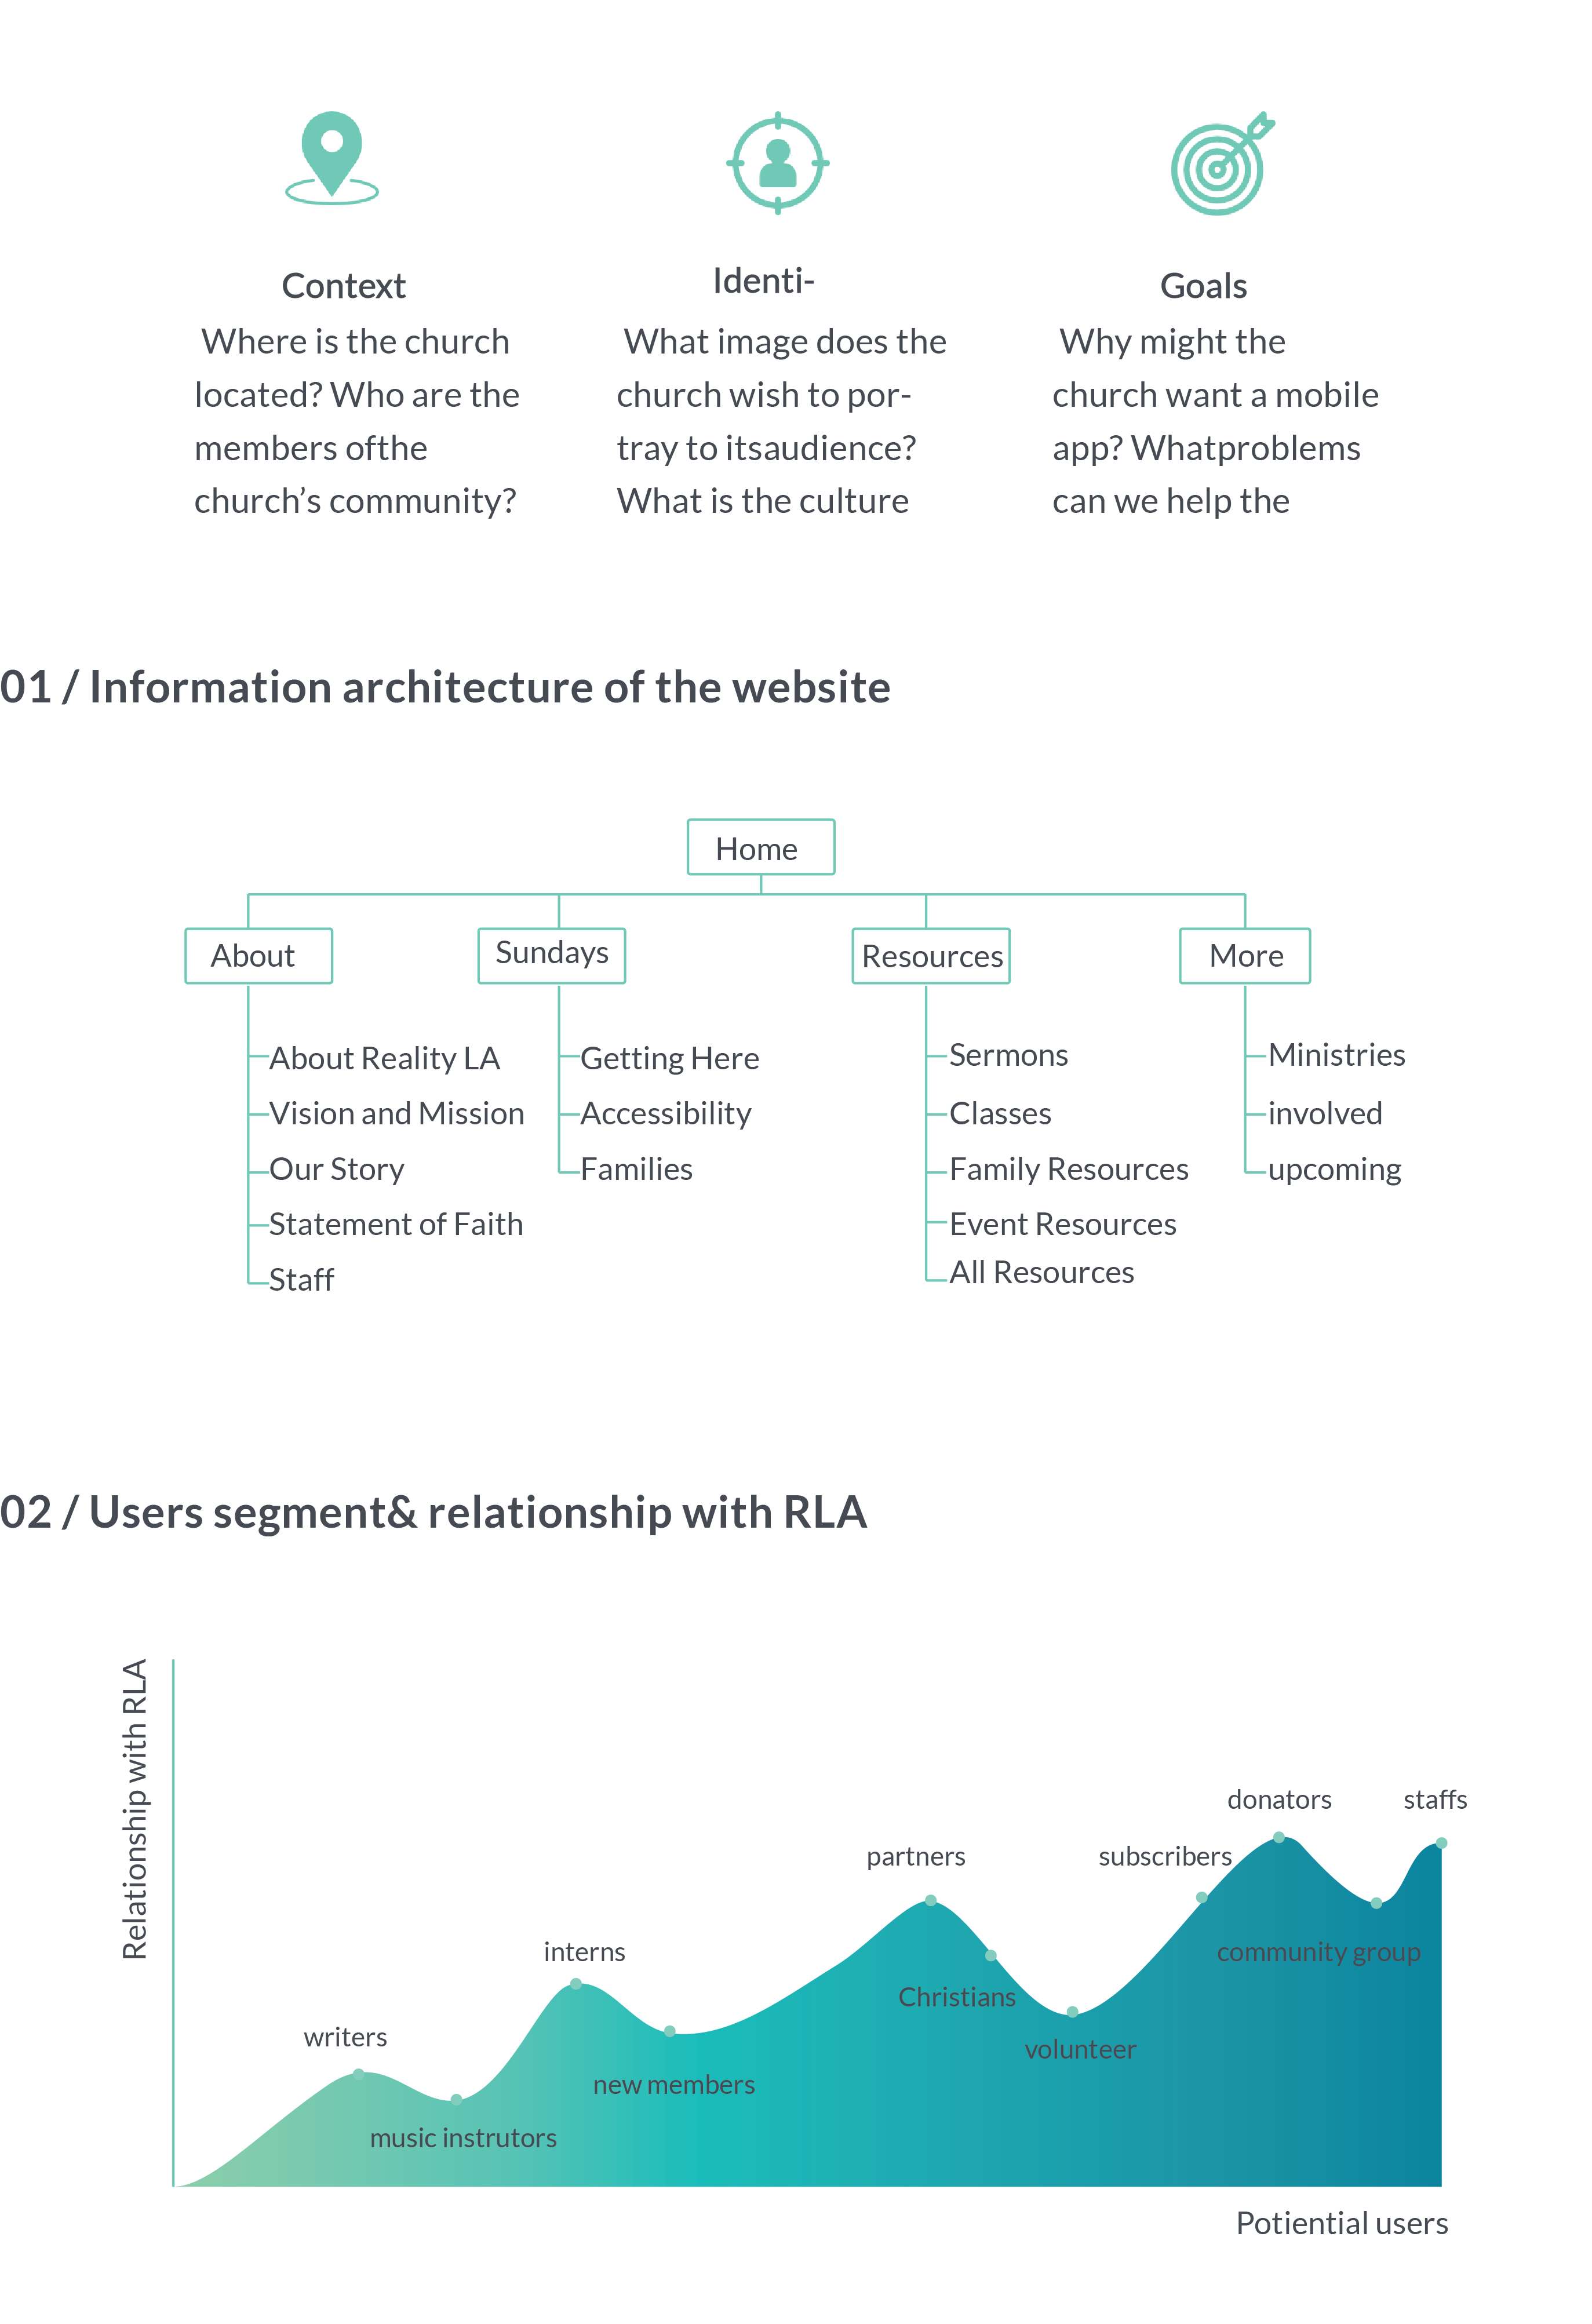 Context
Where is the church
located? Who are the
members ofthe
church's community?
Identi-
What image does the
church wish to por-
tray to itsaudience?
What is the culture
Goals
Why might the
church want a mobile
app? Whatproblems
can we help the
01 / Information architecture of the website
Home
About
About Reality LA
Vision and Mission
Our Story
Statement of Faith
Staff
Sundays
Getting Here
Accessibility
Families
Resources
Sermons
Classes
Family Resources
Event Resources
All Resources
More
Ministries
involved
upcoming
02 / Users segment& relationship with RLA
Relationship with RLA
writers
music instrutors
interns
new members
partners
Christians
volunteer
subscribers
donators
community group
staffs
Potiential users